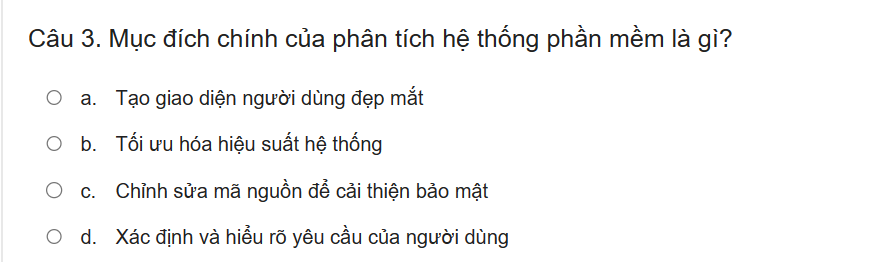 Câu 3. Mục đích chính của phân tích hệ thống phần mềm là gì?
a. Tạo giao diện người dùng đẹp mắt
b. Tối ưu hóa hiệu suất hệ thống
c. Chỉnh sửa mã nguồn để cải thiện bảo mật
d. Xác định và hiểu rõ yêu cầu của người dùng